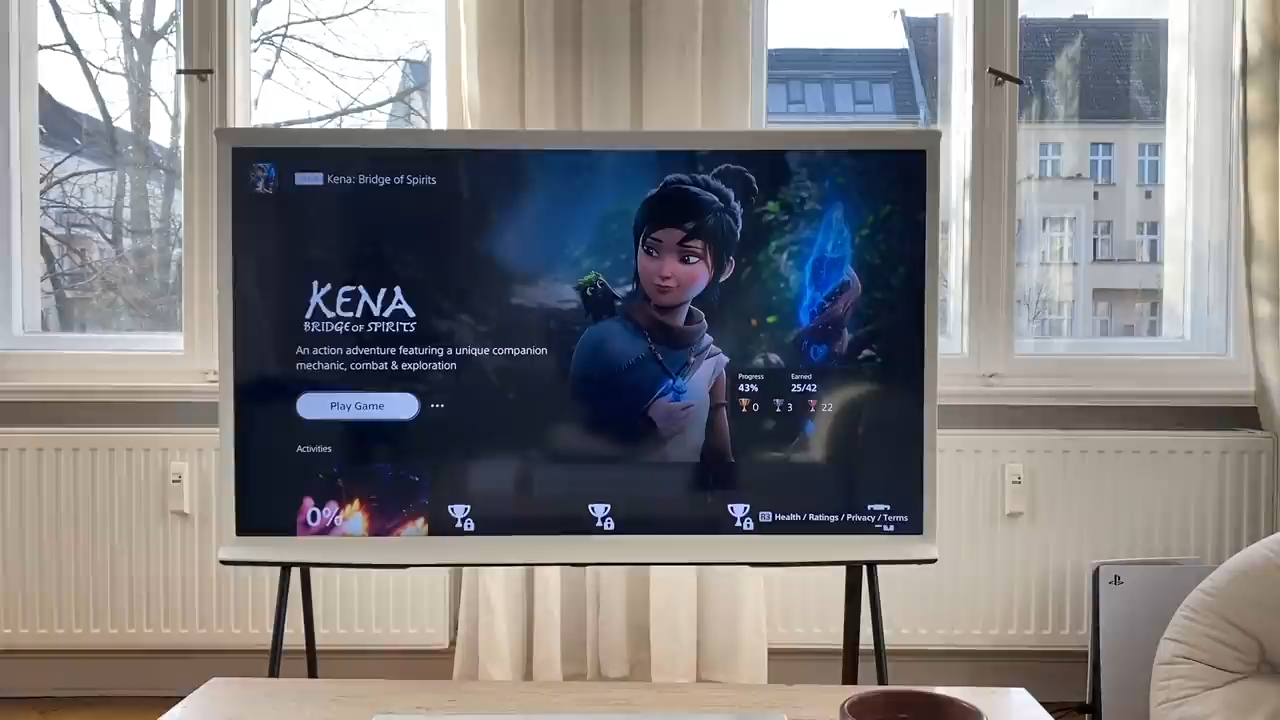 Kena: Bridge of Spirits
KENA
BRIDGE OF SPIRITS
An action adventure featuring a unique companion
mechanic, combat & exploration
Play Game
Progress
Earned
43%
25/42
0
3
22
Activities
0%
R3 Health / Ratings / Privacy / Terms